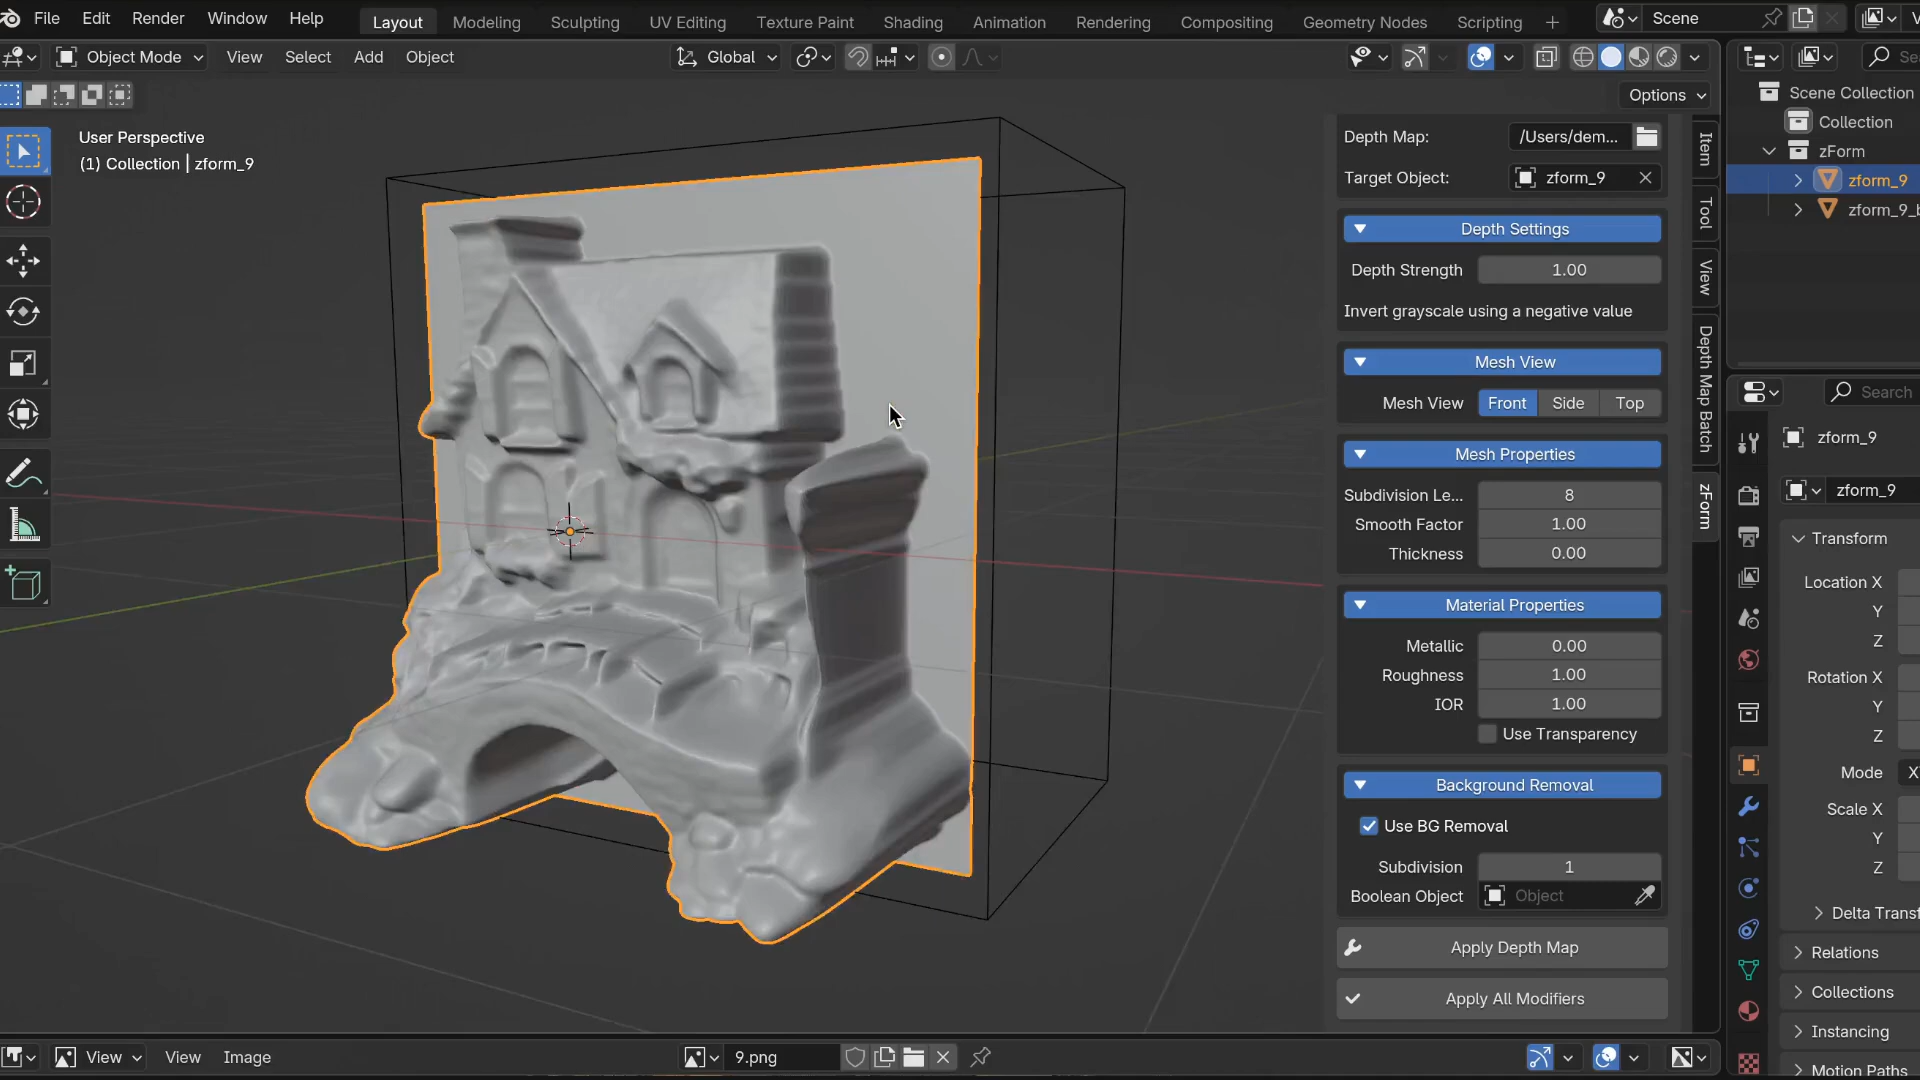 File Edit Render Window Help Layout Modeling Sculpting UV Editing Texture Paint Shading Animation Rendering Compositing Geometry Nodes Scripting + Scene
Object Mode View Select Add Object Global
Options
User Perspective
(1) Collection | zform_9
Depth Map: /Users/dem...
Target Object: zform_9
Depth Settings
Depth Strength 1.00
Invert grayscale using a negative value
Mesh View
Mesh View Front Side Top
Mesh Properties
Subdivision Le... 8
Smooth Factor 1.00
Thickness 0.00
Material Properties
Metallic 0.00
Roughness 1.00
IOR 1.00
Use Transparency
Background Removal
Use BG Removal
Subdivision 1
Boolean Object Object
Apply Depth Map
Apply All Modifiers
Item
Tool
View
Depth Map Batch
zForm
Scene Collection
Collection
zForm
zform_9
zform_9_b
Search
zform_9
zform_9
Transform
Location X
Y
Z
Rotation X
Y
Z
Mode
Scale X
Y
Z
Delta Transf
Relations
Collections
Instancing
Motion Paths
View View Image 9.png